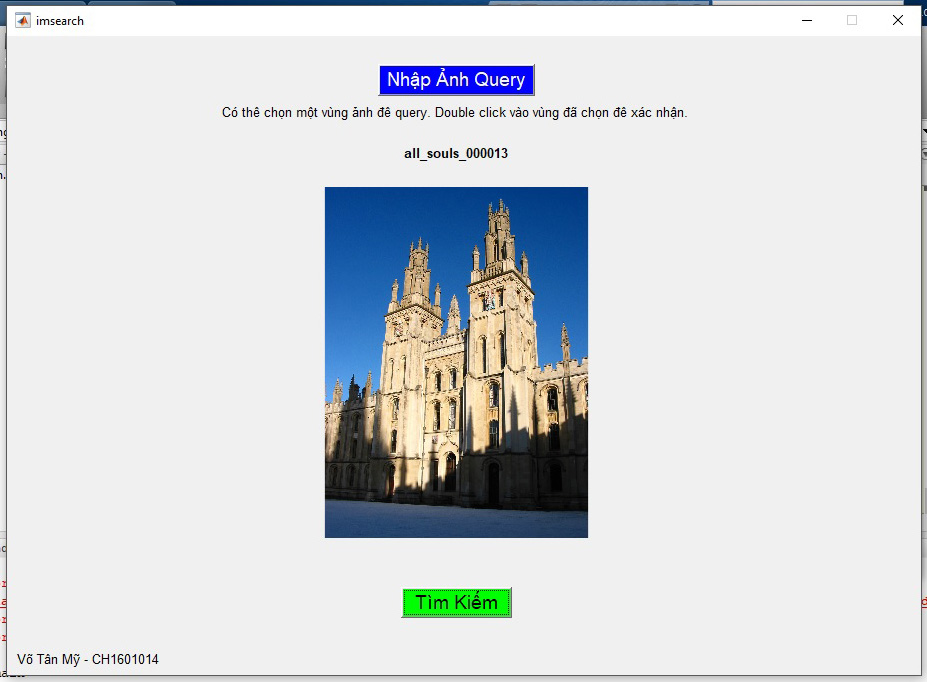 imsearch
Nhập Ảnh Query
Có thể chọn một vùng ảnh để query. Double click vào vùng đã chọn để xác nhận.
all_souls_000013
Tìm Kiếm
Võ Tấn Mỹ - CH1601014